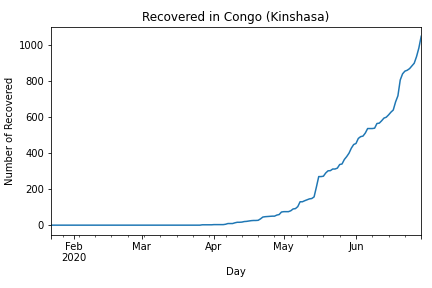 Recovered in Congo (Kinshasa)
Number of Recovered
1000
800
600
400
200
0
Feb Mar Apr May Jun
2020
Day